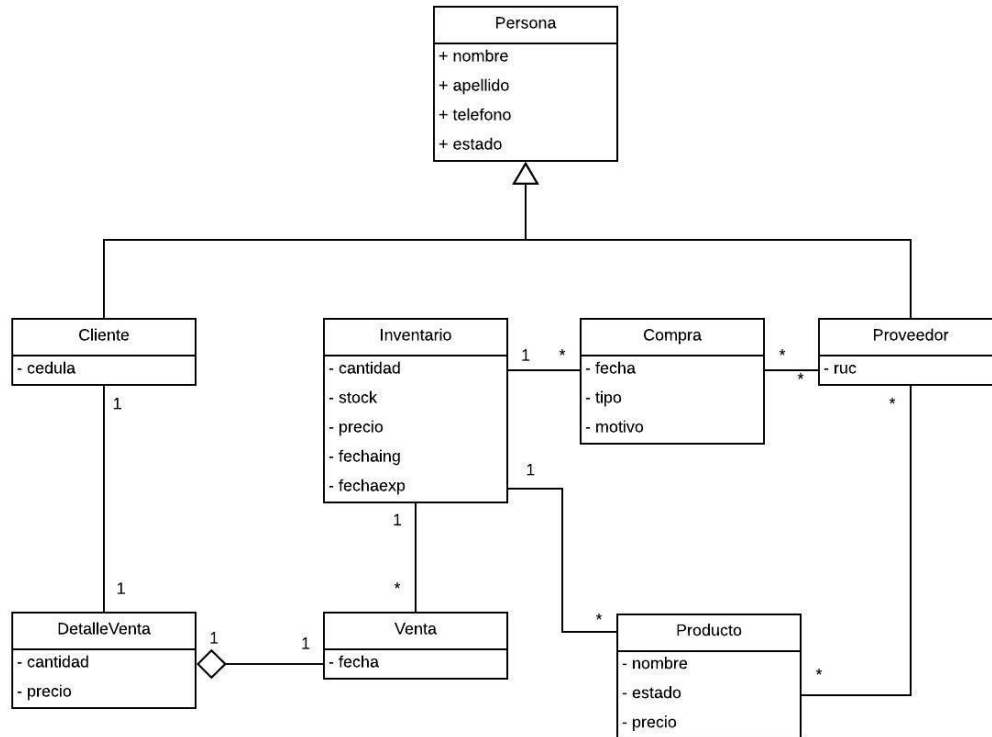 Persona
+ nombre
+ apellido
+ telefono
+ estado
Cliente
- cedula
Inventario
- cantidad
- stock
- precio
- fechaing
- fechaexp
Compra
- fecha
- tipo
- motivo
Proveedor
- ruc
1
*
*
*
1
*
1
1
*
1
*
1
1
*
*
DetalleVenta
- cantidad
- precio
Venta
- fecha
Producto
- nombre
- estado
- precio